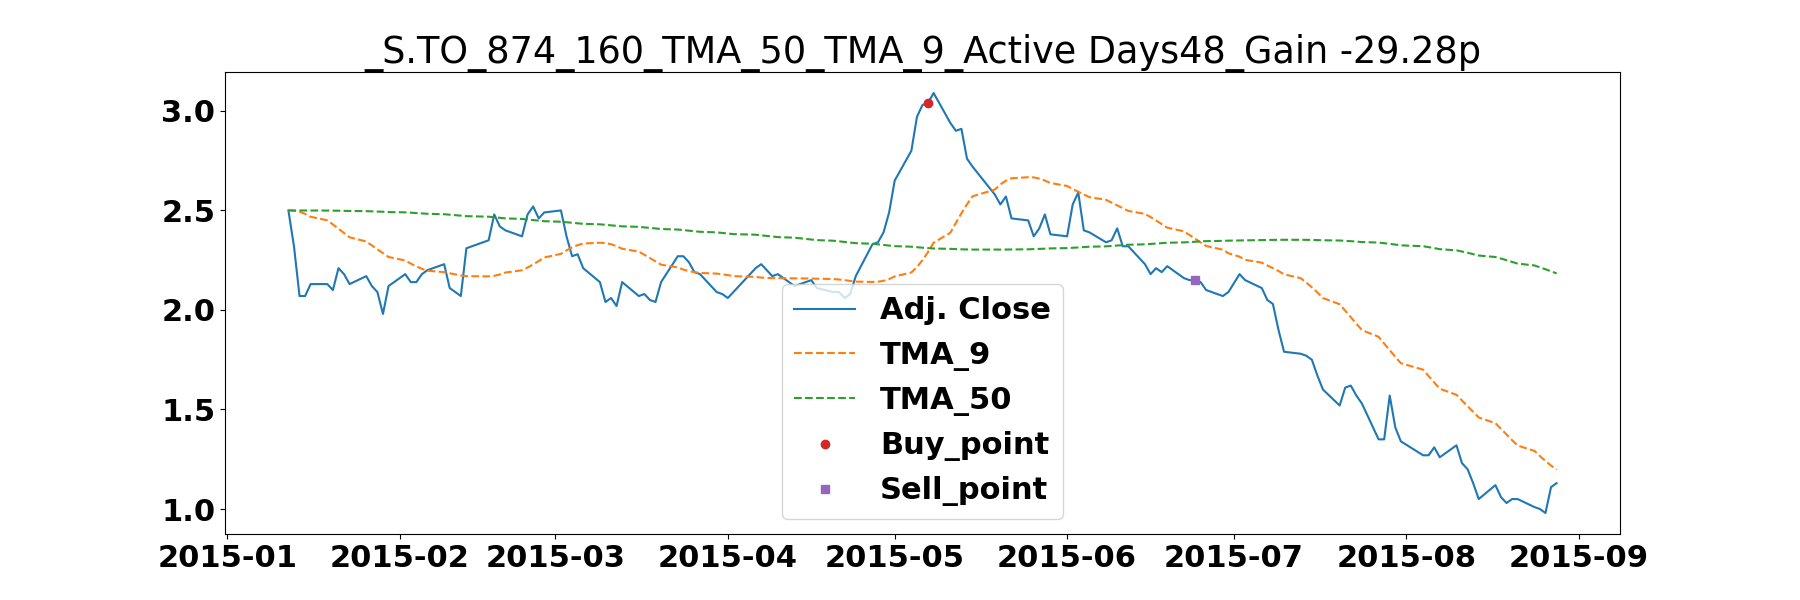 _S.TO_874_160_TMA_50_TMA_9_Active Days48_Gain -29.28p
3.0
2.5
2.0
1.5
1.0
Adj. Close
TMA_9
TMA_50
Buy_point
Sell_point
2015-01 2015-02 2015-03 2015-04 2015-05 2015-06 2015-07 2015-08 2015-09